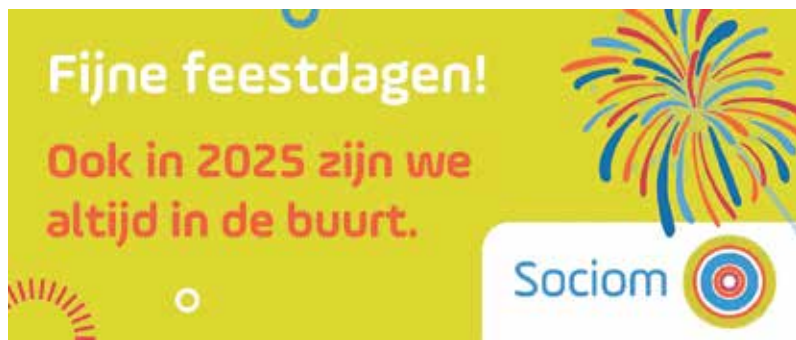 Fijne feestdagen!
Ook in 2025 zijn we
altijd in de buurt.
Sociom